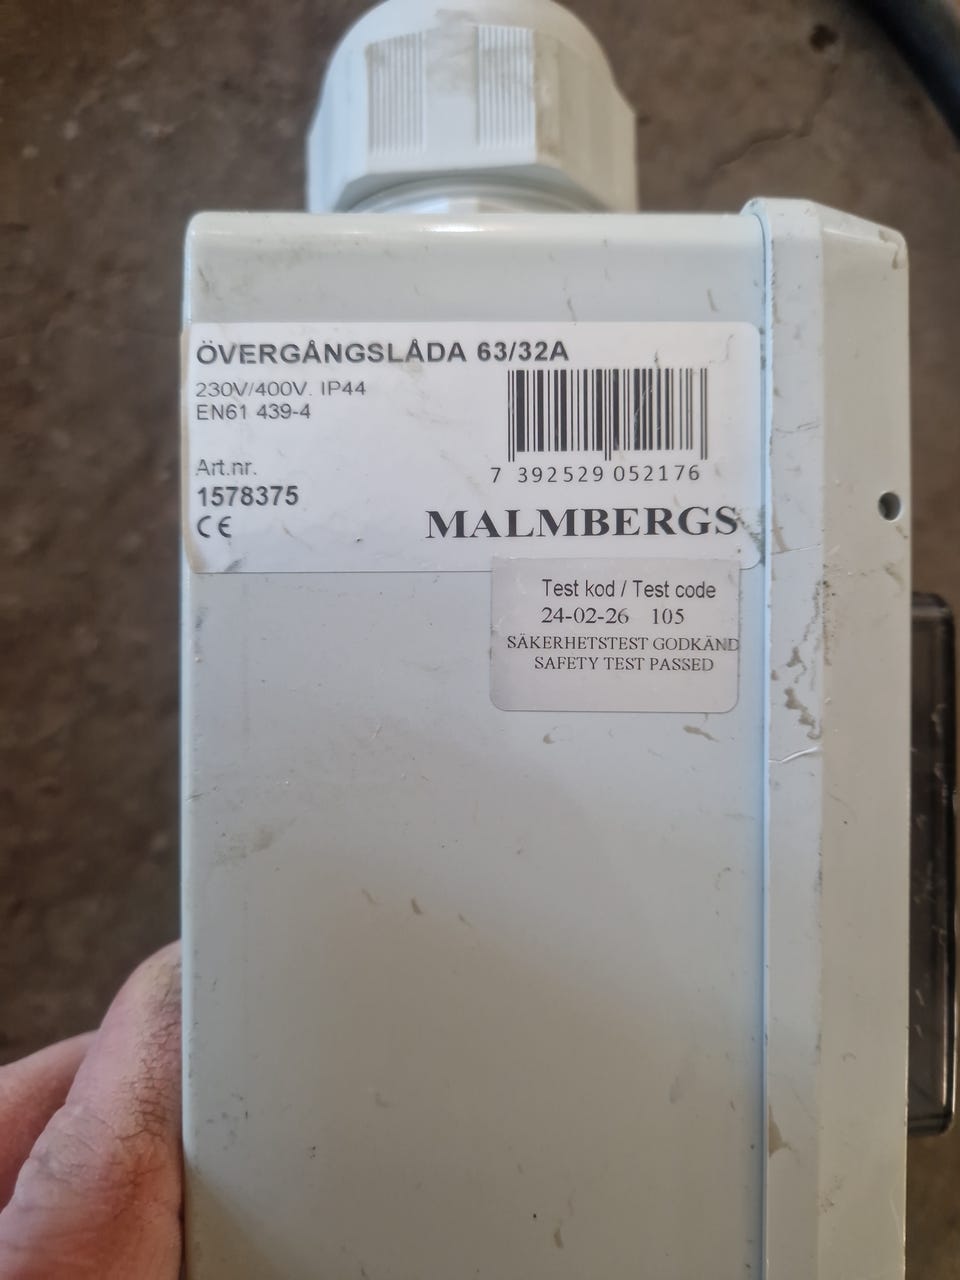 ÖVERGÅNGSLÅDA 63/32A
230V/400V. IP44
EN61 439-4
Art.nr.
1578375
CE
7 392529 052176
MALMBERGS
Test kod / Test code
24-02-26 105
SÄKERHETSTEST GODKÄND
SAFETY TEST PASSED